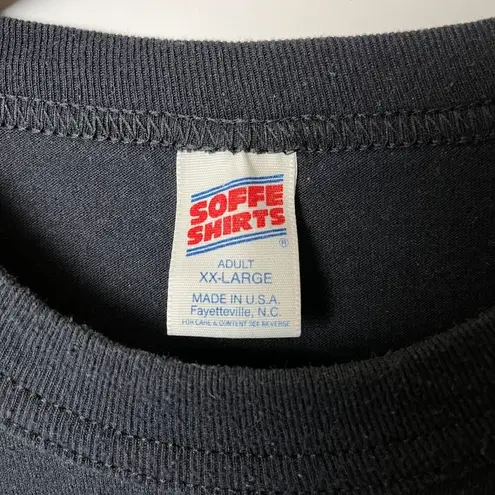 SOFFE
SHIRTS®
ADULT
XX-LARGE
MADE IN U.S.A.
Fayetteville, N.C.
FOR CARE & CONTENT SEE REVERSE